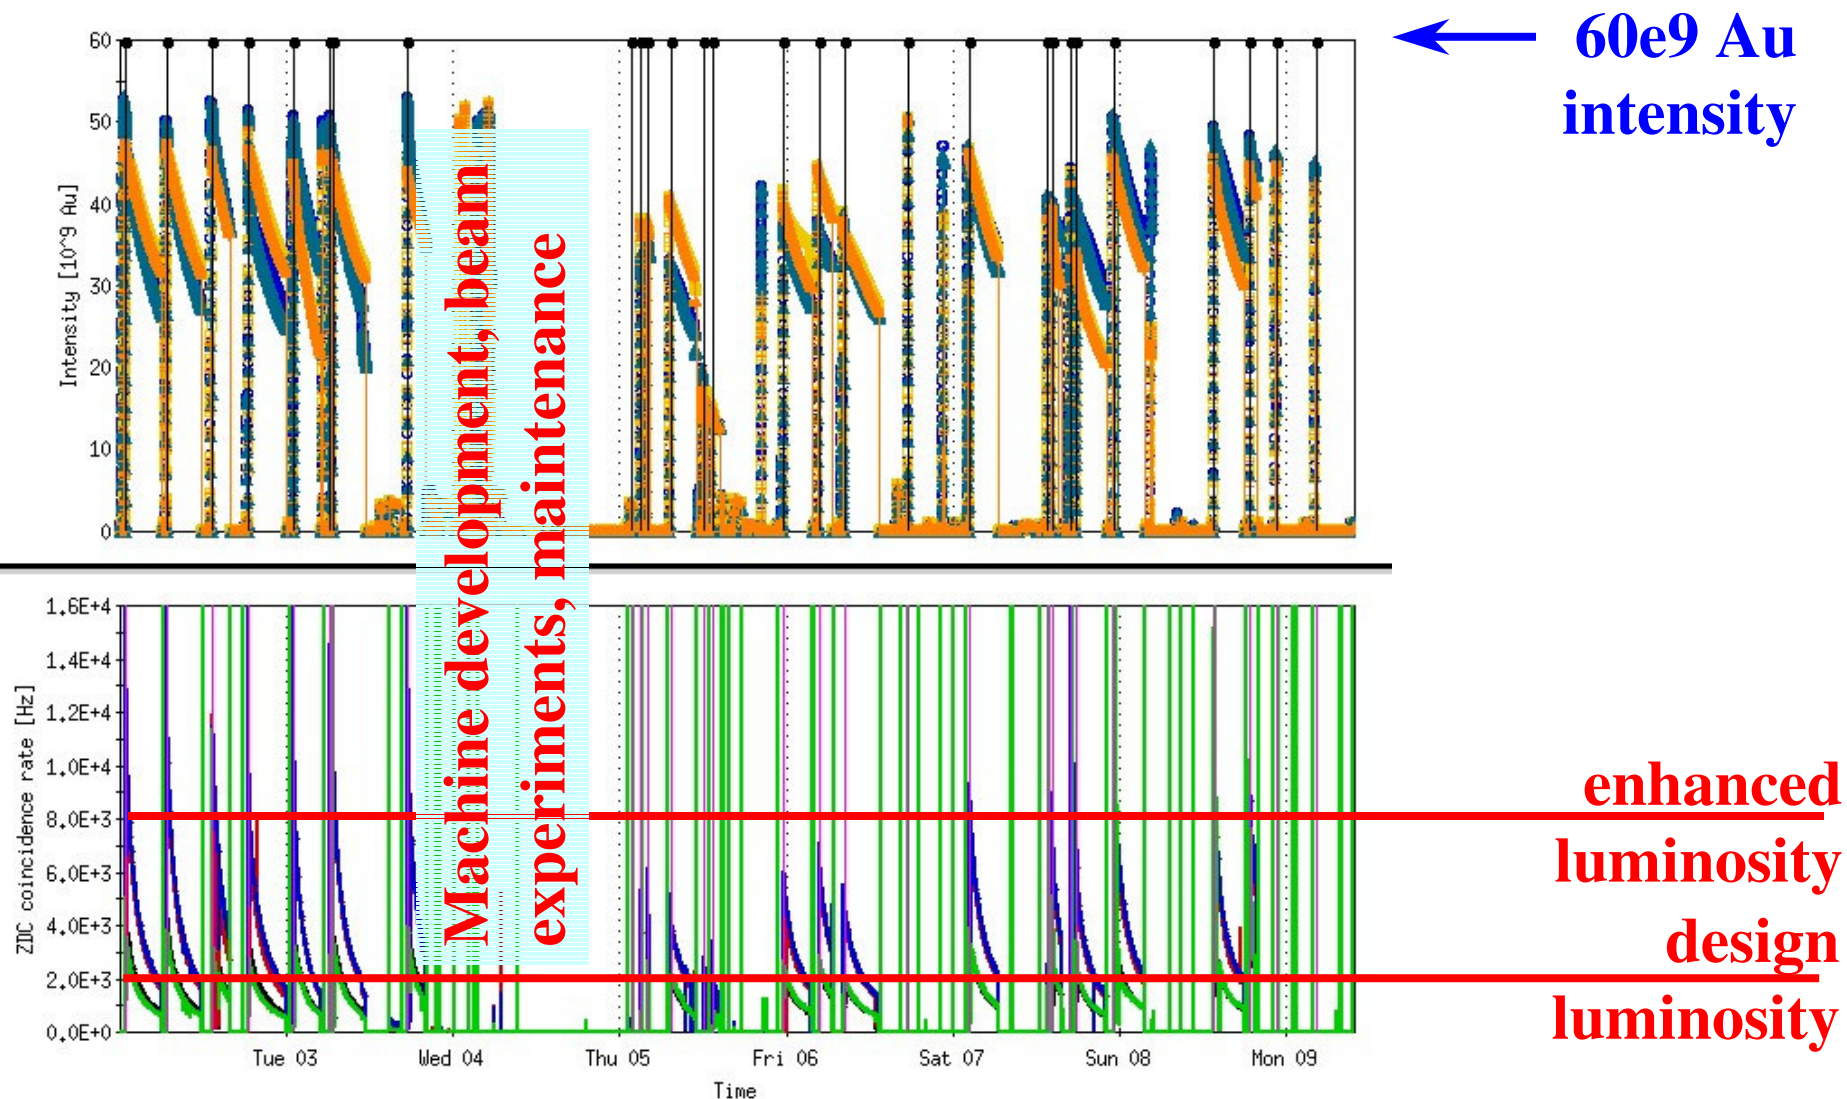 60e9 Au
intensity
60
50
40
30
20
10
0
Intensity [10^9 Au]
Machine development, beam
experiments, maintenance
1.6E+4
1.4E+4
1.2E+4
1.0E+4
8.0E+3
6.0E+3
4.0E+3
2.0E+3
0.0E+0
ZDC coincidence rate [Hz]
enhanced
luminosity
design
luminosity
Tue 03 Wed 04 Thu 05 Fri 06 Sat 07 Sun 08 Mon 09
Time